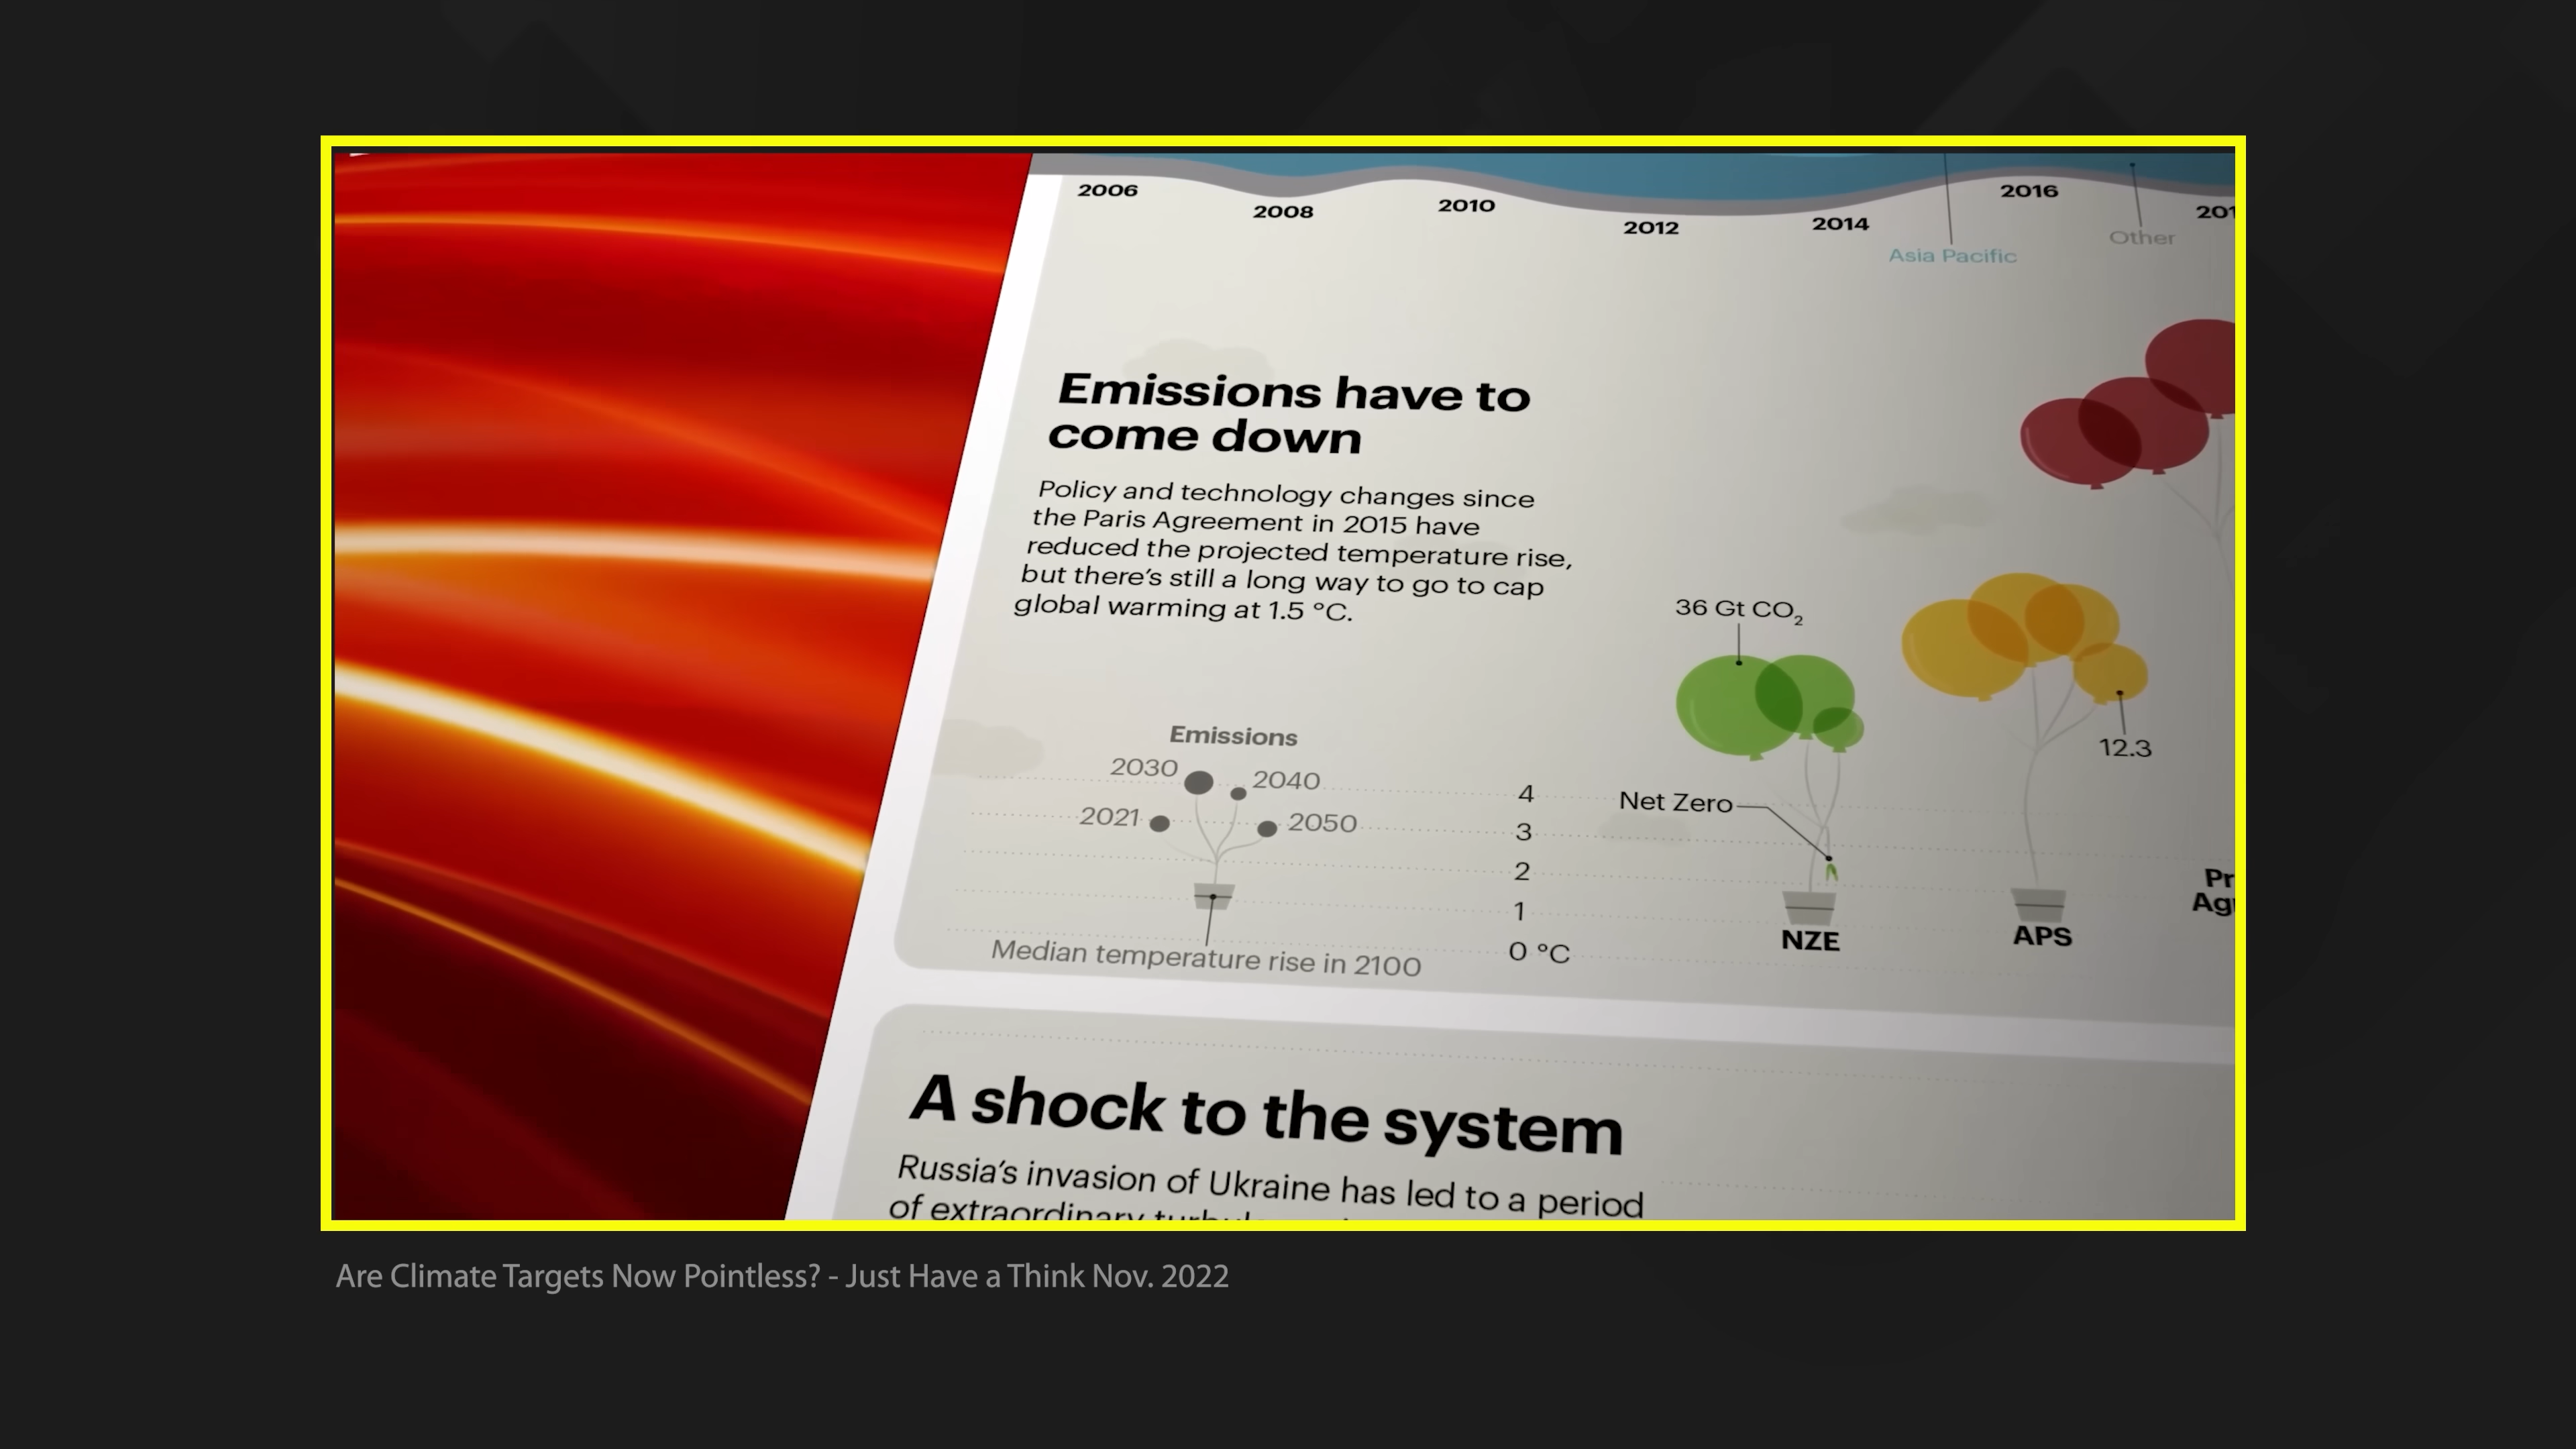 2006
2008
2010
2012
2014
2016
Asia Pacific
Other
Emissions have to
come down
Policy and technology changes since
the Paris Agreement in 2015 have
reduced the projected temperature rise,
but there's still a long way to go to cap
global warming at 1.5 °C.
36 Gt CO₂
12.3
Emissions
2030
2040
2021
2050
4
3
2
1
0 °C
Net Zero
NZE
APS
Median temperature rise in 2100
A shock to the system
Russia's invasion of Ukraine has led to a period
of extraordinary
Are Climate Targets Now Pointless? - Just Have a Think Nov. 2022